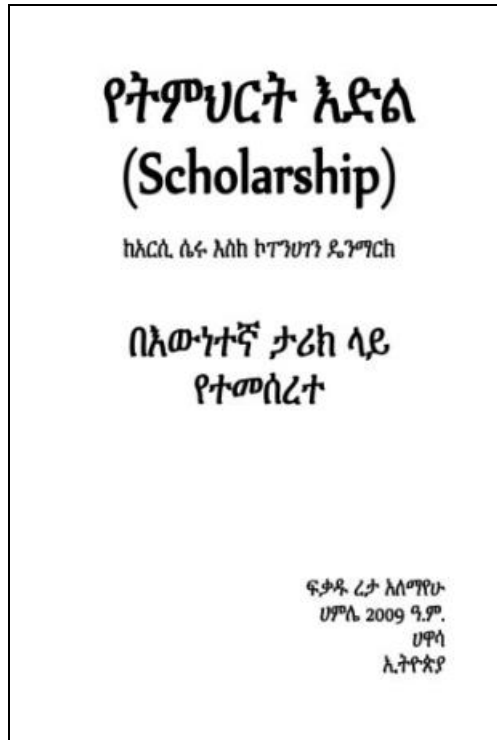 የትምህርት እድል
(Scholarship)
ከአርሲ ሴሩ እስከ ኮፐንሀገን ዴንማርክ
በእውነተኛ ታሪክ ላይ
የተመሰረተ
ፍቃዱ ረታ አለማየሁ
ሀምሌ 2009 ዓ.ም.
ሀዋሳ
ኢትዮጵያ